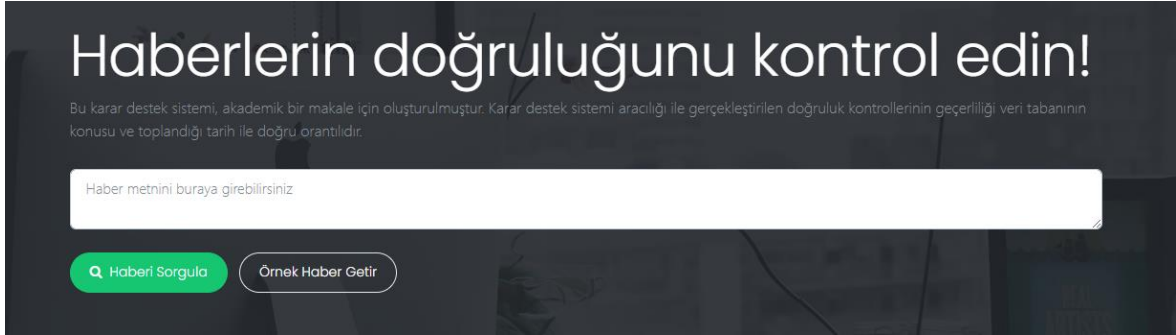 Haberlerin doğruluğunu kontrol edin!
Bu karar destek sistemi, akademik bir makale için oluşturulmuştur. Karar destek sistemi aracılığı ile gerçekleştirilen doğruluk kontrollerinin geçerliliği veri tabanının
konusu ve toplandığı tarih ile doğru orantılıdır.
Haber metnini buraya girebilirsiniz
Haberi Sorgula Örnek Haber Getir